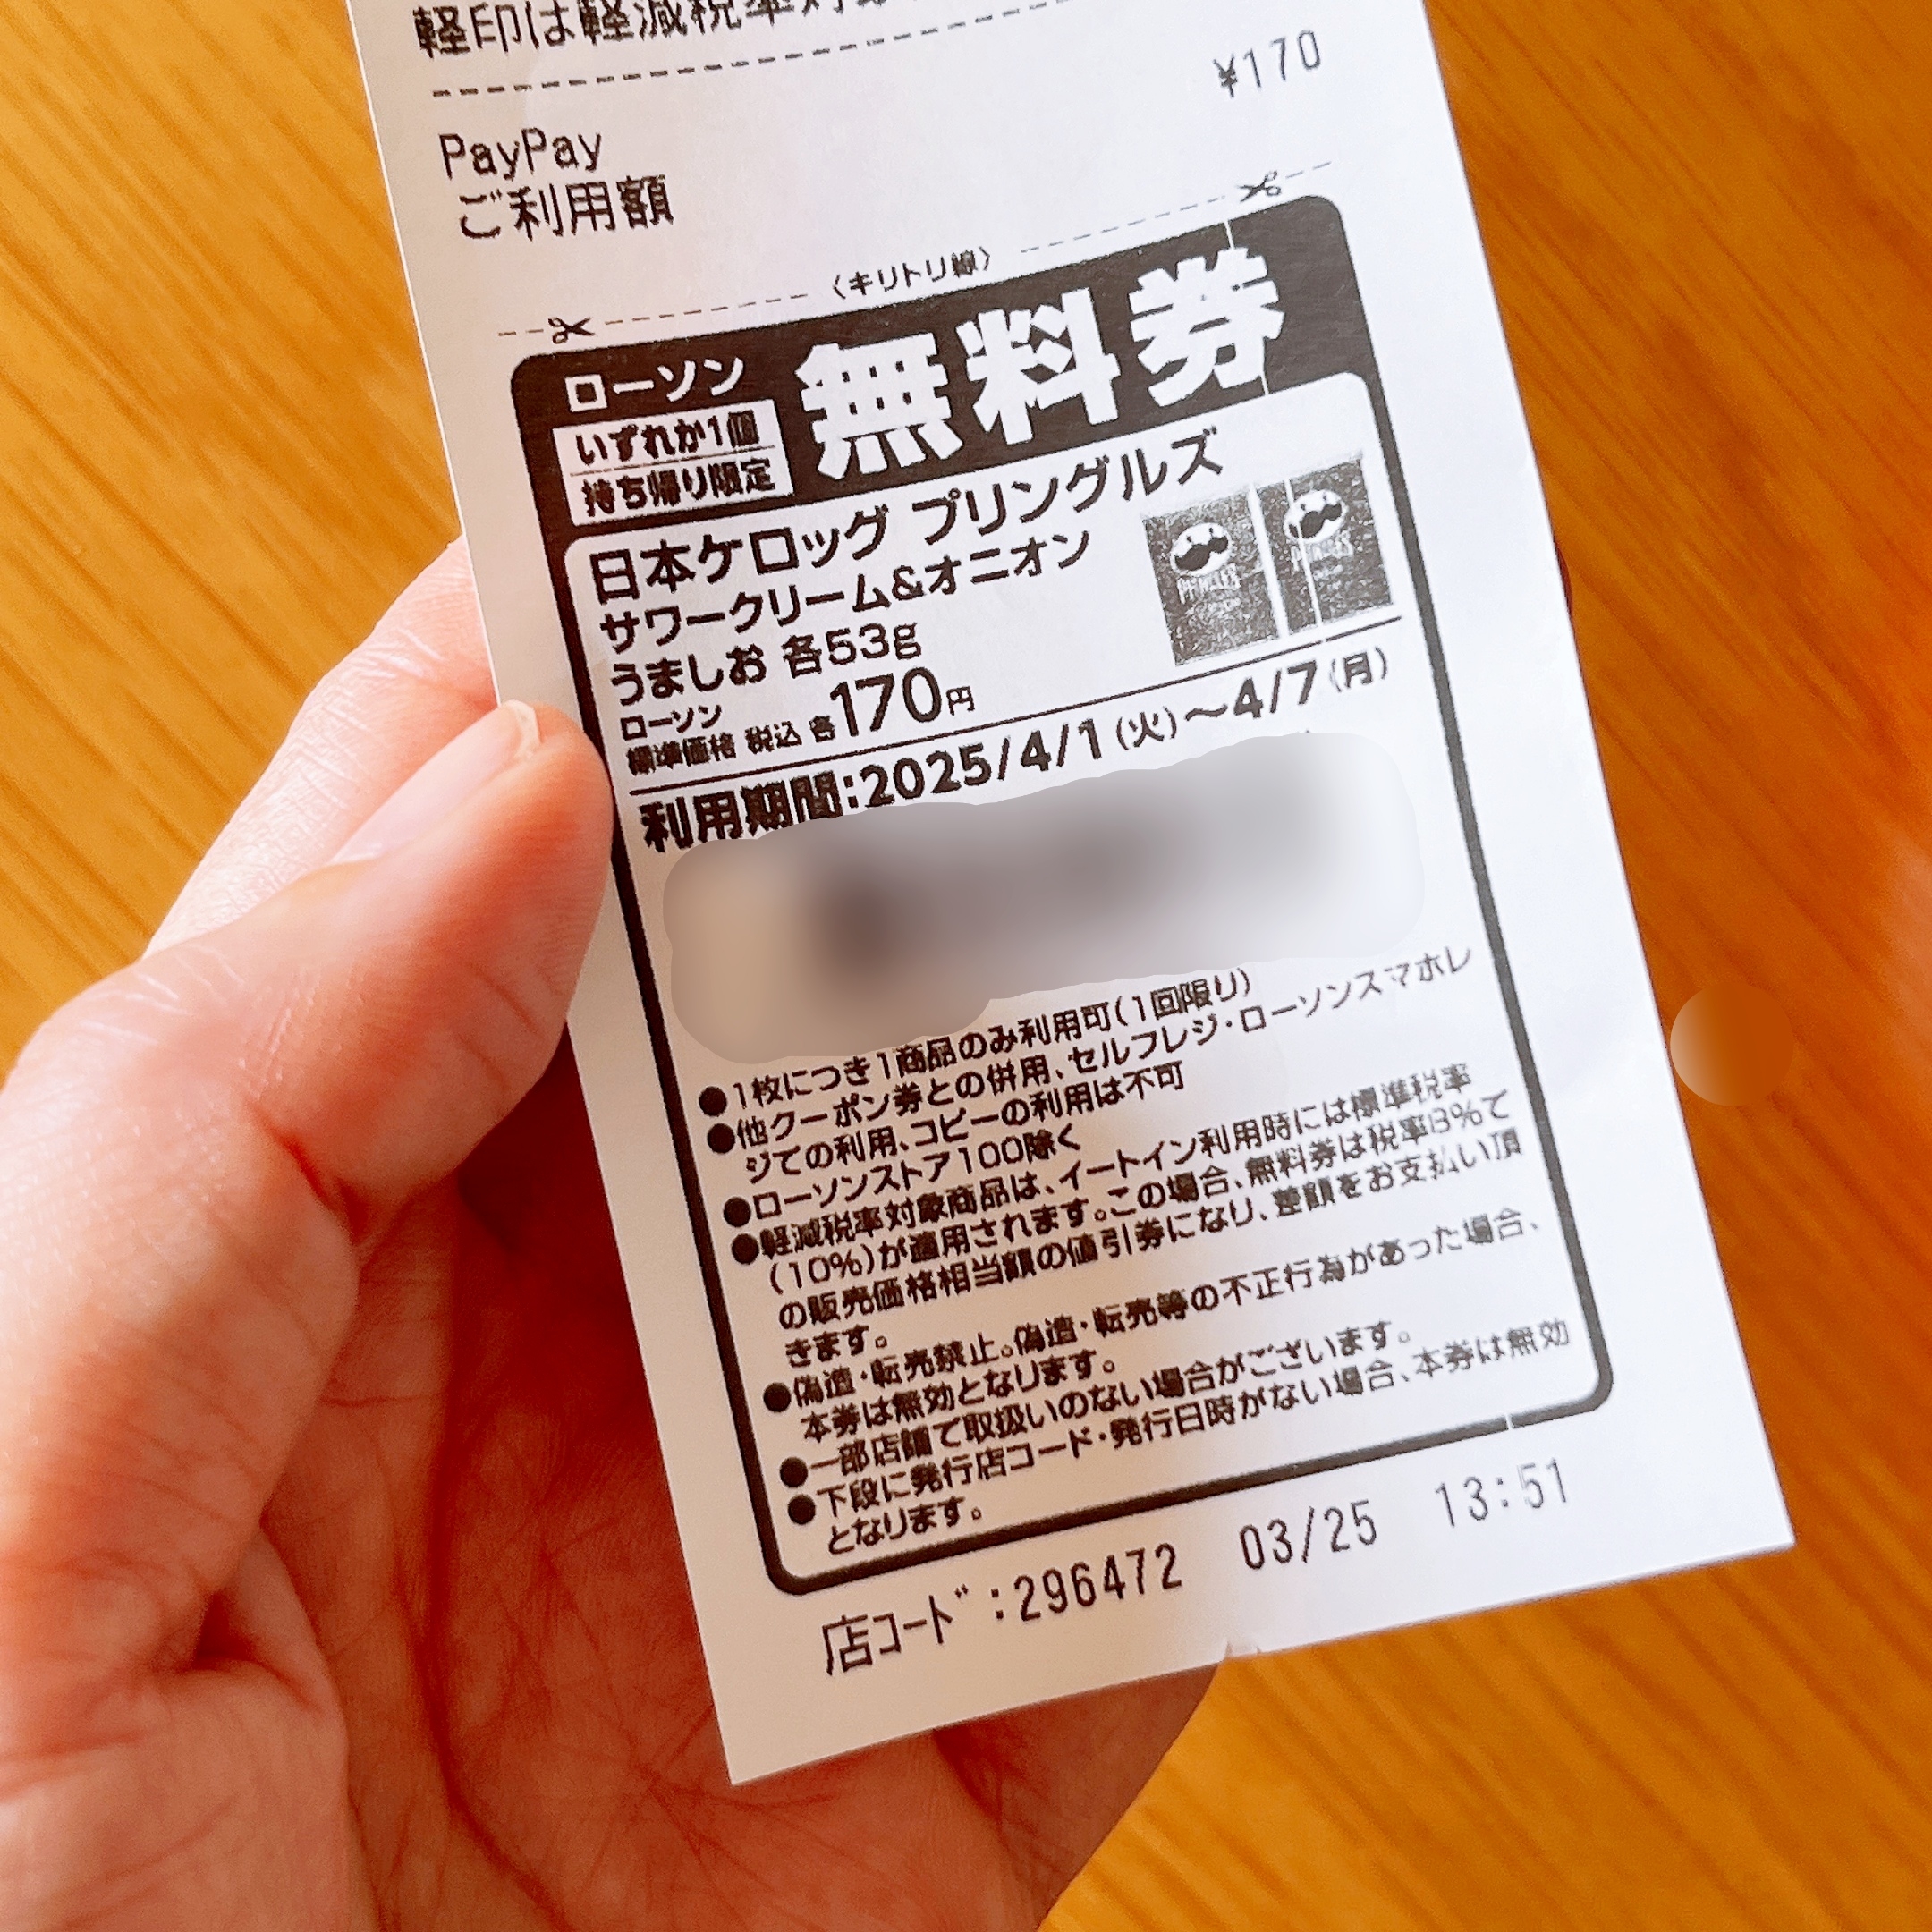 軽印は軽減税率対象
¥170
PayPay
ご利用額
〈キリトリ線〉
ローソン
いずれか1個
持ち帰り限定
無料券
日本ケロッグ プリングルズ
サワークリーム&オニオン
うましお 各53g
ローソン
標準価格 税込 各170円
PRINGLES
PRINGLES
利用期間:2025/4/1(火)〜4/7(月)
●1枚につき1商品のみ利用可(1回限り)
●他クーポン券との併用、セルフレジ・ローソンスマホレ
ジでの利用、コピーの利用は不可
●ローソンストア100除く
●軽減税率対象商品は、イートイン利用時には標準税率
(10%)が適用されます。この場合、無料券は税率8%で
の販売価格相当額の値引券になり、差額をお支払い頂
きます。
●偽造・転売禁止。偽造・転売等の不正行為があった場合、
本券は無効となります。
●一部店舗で取扱いのない場合がございます。
●下段に発行店コード・発行日時がない場合、本券は無効
となります。
店コード:296472 03/25 13:51